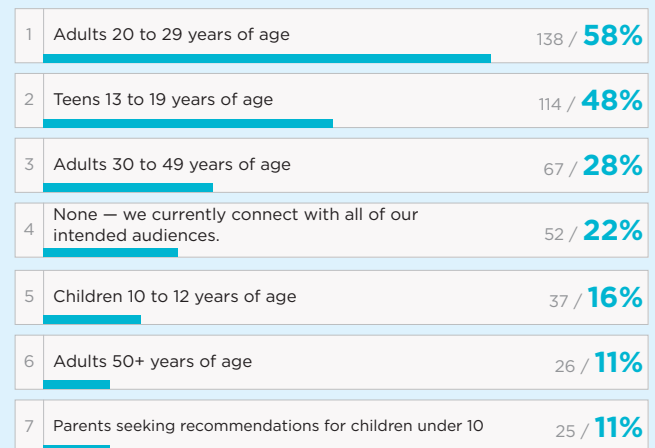 1 Adults 20 to 29 years of age 138 / 58%
2 Teens 13 to 19 years of age 114 / 48%
3 Adults 30 to 49 years of age 67 / 28%
4 None — we currently connect with all of our
intended audiences. 52 / 22%
5 Children 10 to 12 years of age 37 / 16%
6 Adults 50+ years of age 26 / 11%
7 Parents seeking recommendations for children under 10 25 / 11%